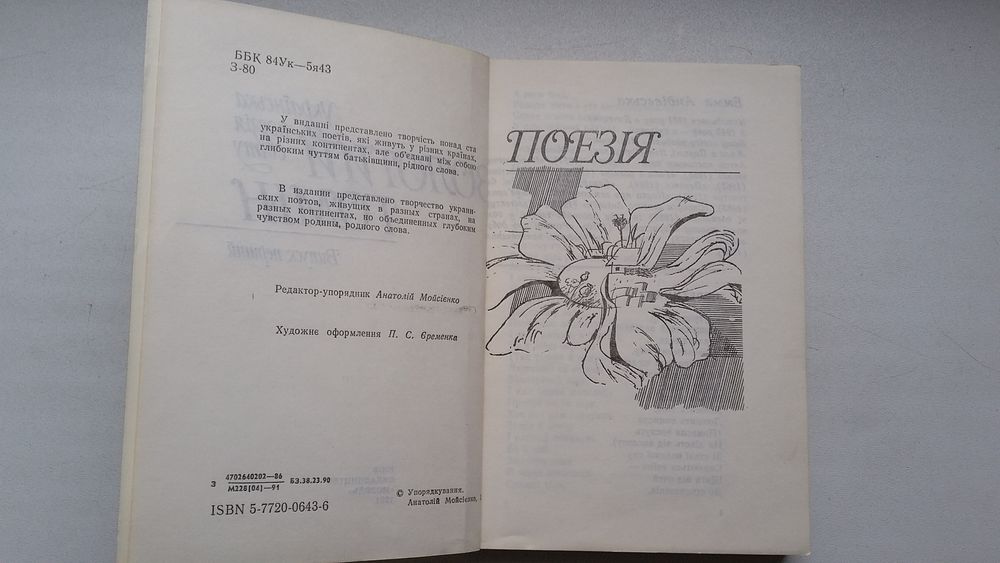 ББК 84Ук—5я43
З-80
У виданні представлено творчість понад ста
українських поетів, які живуть у різних країнах,
на різних континентах, але об'єднані між собою
глибоким чуттям батьківщини, рідного слова.
В издании представлено творчество украин-
ских поэтов, живущих в разных странах, на
разных континентах, но объединенных глубоким
чувством родины, родного слова.
Редактор-упорядник Анатолій Мойсієнко
Художнє оформлення П. С. Єременка
З 4702640202—86
М228(04)—91 БЗ.38.23.90
ISBN 5-7720-0643-6
© Упорядкування.
Анатолій Мойсієнко, 1
ПОЕЗІЯ